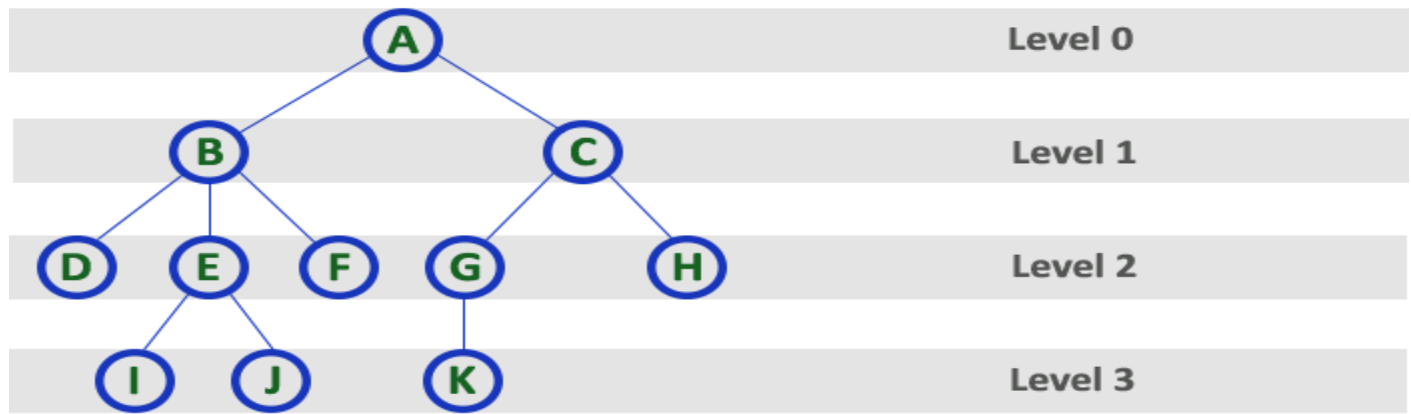 A Level 0
B C Level 1
D E F G H Level 2
I J K Level 3